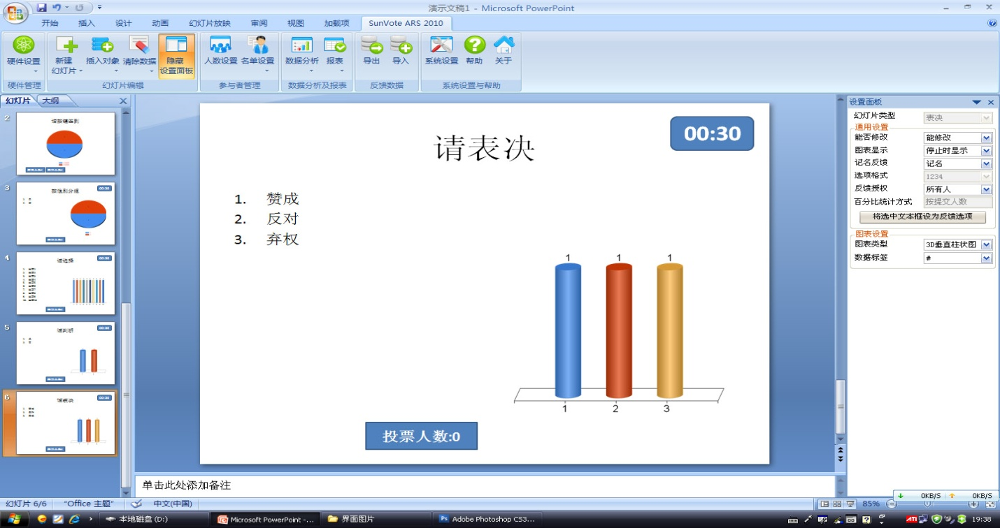 演示文稿1 - Microsoft PowerPoint
开始 插入 设计 动画 幻灯片放映 审阅 视图 加载项 SunVote ARS 2010
硬件设置 新建 幻灯片 插入对象 清除数据 隐藏 设置面板 人数设置 名单设置 数据分析 报表 导出 导入 系统设置 帮助 关于
硬件管理 幻灯片编辑 参与者管理 数据分析及报表 反馈数据 系统设置与帮助
幻灯片 大纲
2
3
按性别分组
00:30
4
请选择
00:30
5
请判断
00:30
6
请表决
00:30
请表决
00:30
1. 赞成
2. 反对
3. 弃权
1 1 1
1 2 3
投票人数:0
单击此处添加备注
设置面板
幻灯片类型 表决
通用设置
能否修改 能修改
图表显示 停止时显示
记名反馈 记名
选项格式 1234
反馈授权 所有人
百分比统计方式 按提交人数
将选中文本框设为反馈选项
图表设置
图表类型 3D垂直柱状图
数据标签 #
幻灯片 6/6 "Office 主题" 中文(中国) 85%
0KB/S 0KB/S
本地磁盘 (D:) Microsoft PowerPoint -... 界面图片 Adobe Photoshop CS3... ATI 19:38